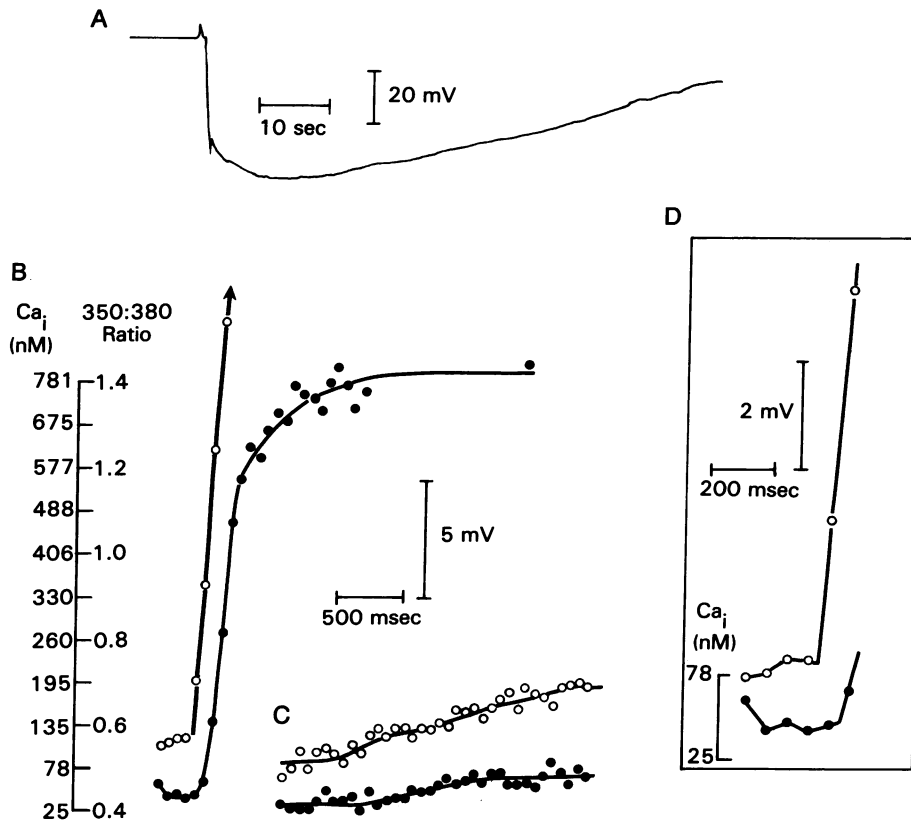 A
20 mV
10 sec
B
Ca_i
(nM)
350:380
Ratio
781 1.4
675
577 1.2
488
406 1.0
330
260 0.8
195
135 0.6
78
25 0.4
5 mV
500 msec
C
D
2 mV
200 msec
Ca_i
(nM)
78
25